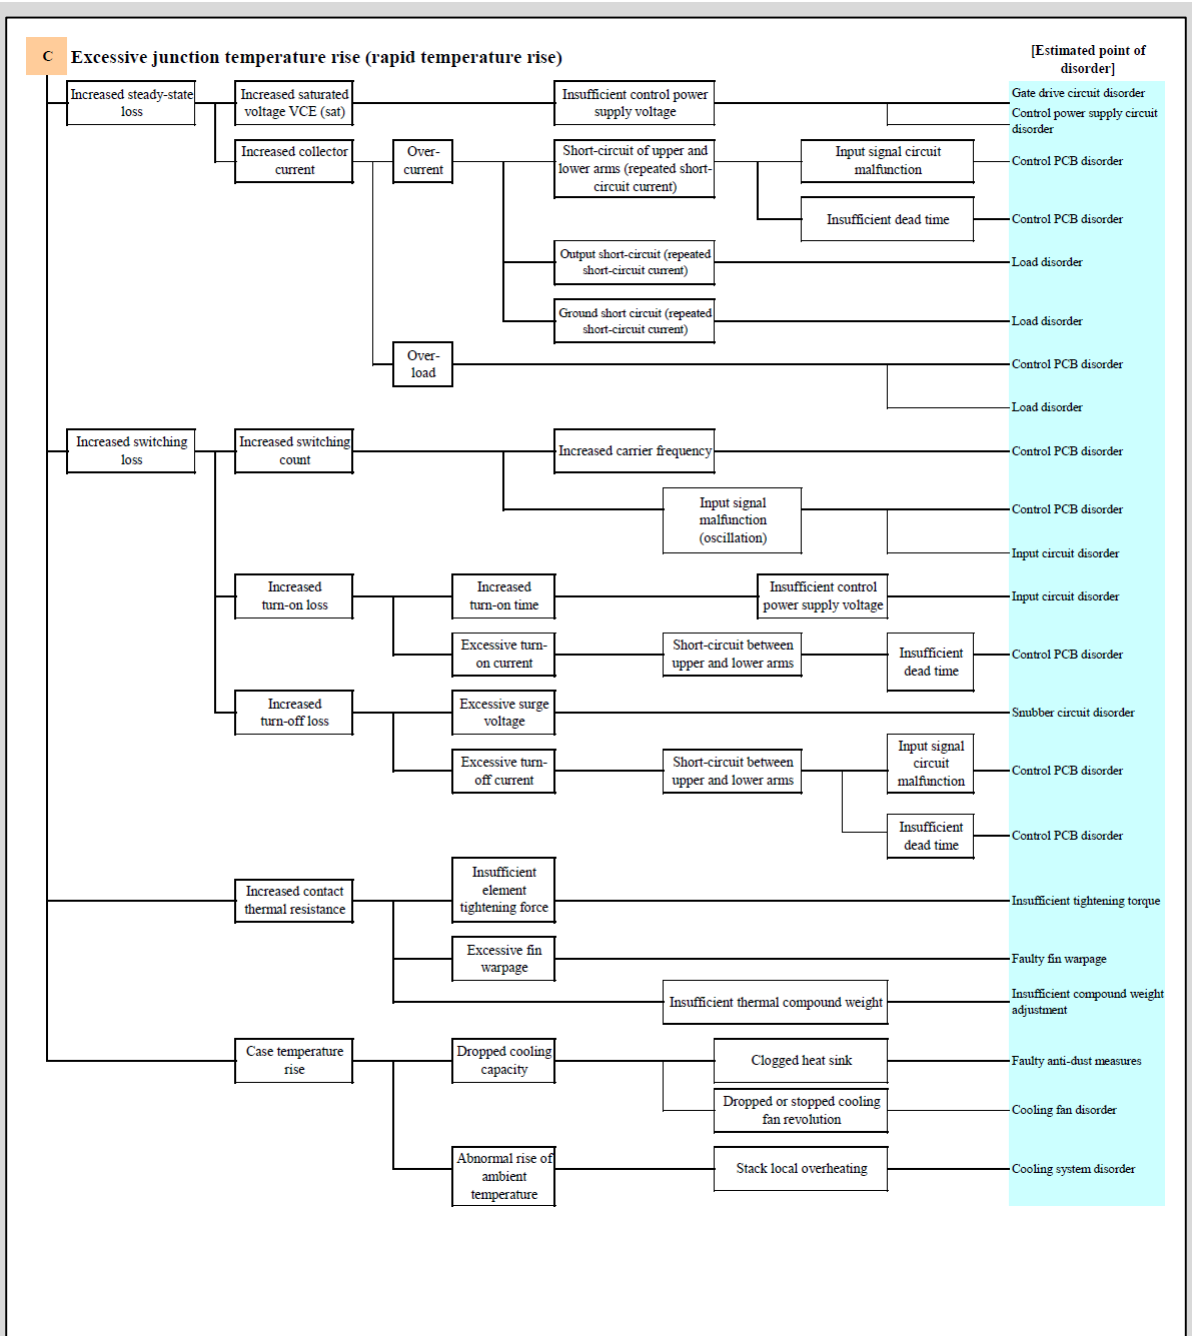 C Excessive junction temperature rise (rapid temperature rise)
[Estimated point of
disorder]
Increased steady-state
loss
Increased saturated
voltage VCE (sat)
Insufficient control power
supply voltage
Gate drive circuit disorder
Control power supply circuit
disorder
Increased collector
current
Over-
current
Short-circuit of upper and
lower arms (repeated short-
circuit current)
Input signal circuit
malfunction
Control PCB disorder
Insufficient dead time
Control PCB disorder
Output short-circuit (repeated
short-circuit current)
Load disorder
Ground short circuit (repeated
short-circuit current)
Load disorder
Over-
load
Control PCB disorder
Load disorder
Increased switching
loss
Increased switching
count
Increased carrier frequency
Control PCB disorder
Input signal
malfunction
(oscillation)
Control PCB disorder
Input circuit disorder
Increased
turn-on loss
Increased
turn-on time
Insufficient control
power supply voltage
Input circuit disorder
Excessive turn-
on current
Short-circuit between
upper and lower arms
Insufficient
dead time
Control PCB disorder
Increased
turn-off loss
Excessive surge
voltage
Snubber circuit disorder
Excessive turn-
off current
Short-circuit between
upper and lower arms
Input signal
circuit
malfunction
Control PCB disorder
Insufficient
dead time
Control PCB disorder
Increased contact
thermal resistance
Insufficient
element
tightening force
Insufficient tightening torque
Excessive fin
warpage
Faulty fin warpage
Insufficient thermal compound weight
Insufficient compound weight
adjustment
Case temperature
rise
Dropped cooling
capacity
Clogged heat sink
Faulty anti-dust measures
Dropped or stopped cooling
fan revolution
Cooling fan disorder
Abnormal rise of
ambient
temperature
Stack local overheating
Cooling system disorder